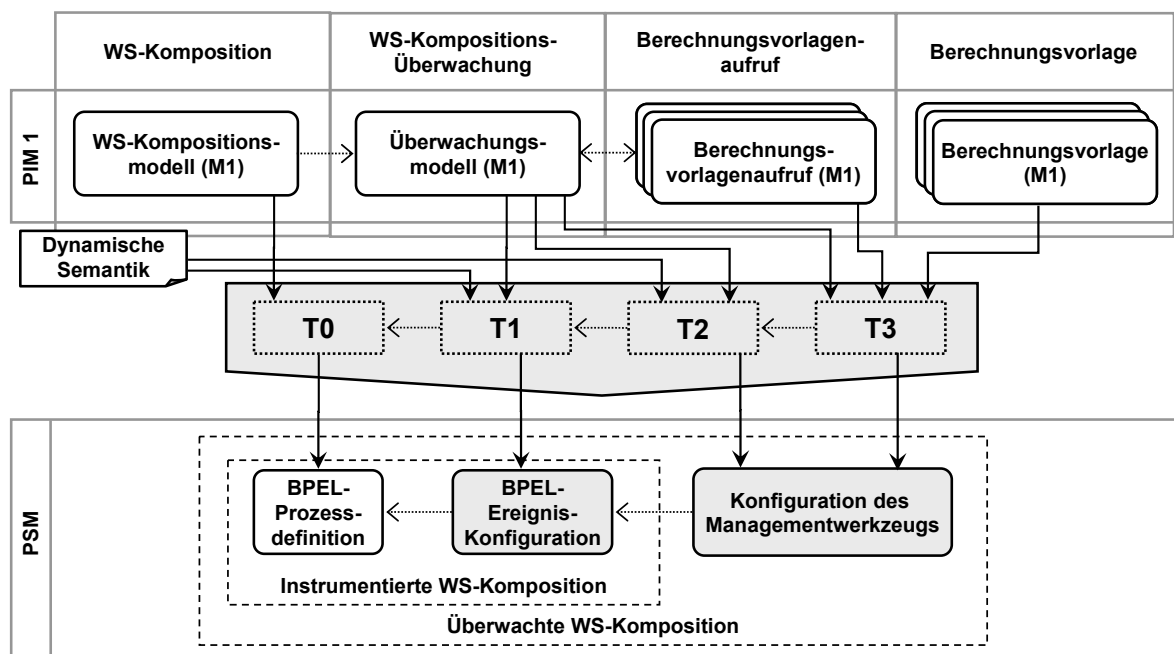 WS-Komposition
WS-Kompositions-
Überwachung
Berechnungsvorlagen-
aufruf
Berechnungsvorlage
PIM 1
WS-Kompositions-
modell (M1)
Überwachungs-
modell (M1)
Berechnungs-
vorlagenaufruf (M1)
Berechnungsvorlage
(M1)
Dynamische
Semantik
T0
T1
T2
T3
PSM
BPEL-
Prozess-
definition
BPEL-
Ereignis-
Konfiguration
Konfiguration des
Managementwerkzeugs
Instrumentierte WS-Komposition
Überwachte WS-Komposition